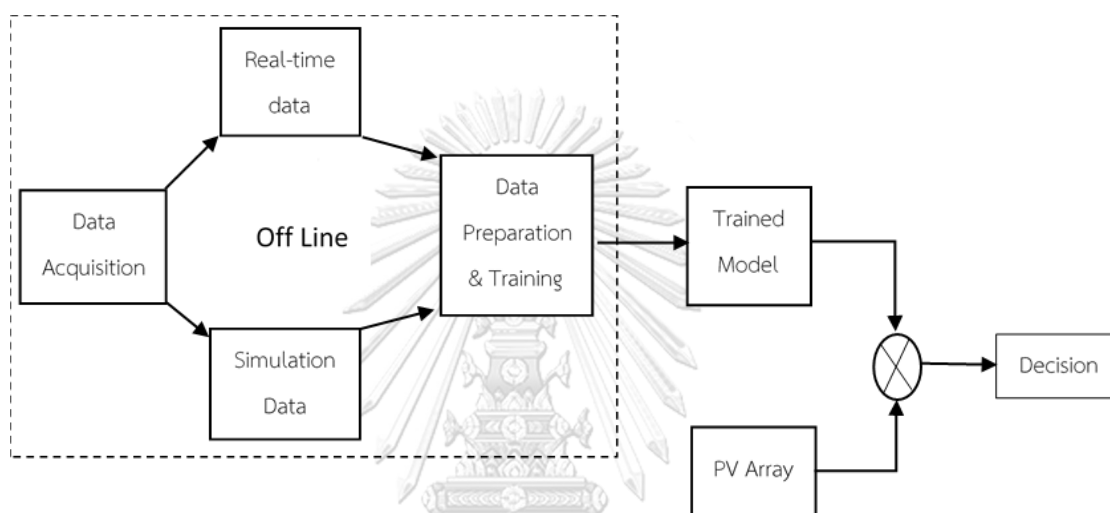 Real-time
data
Data
Acquisition
Off Line
Data
Preparation
& Training
Simulation
Data
Trained
Model
Decision
PV Array